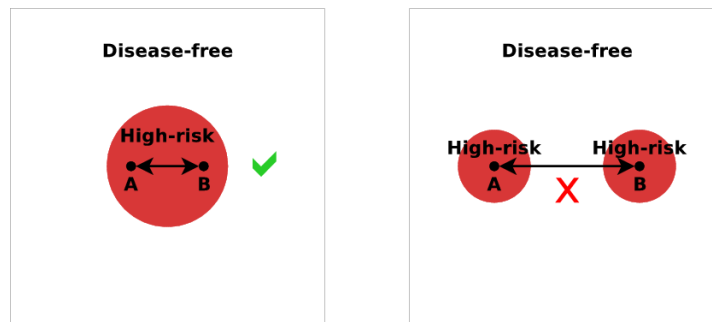 Disease-free
High-risk
A B
Disease-free
High-risk High-risk
A B
X